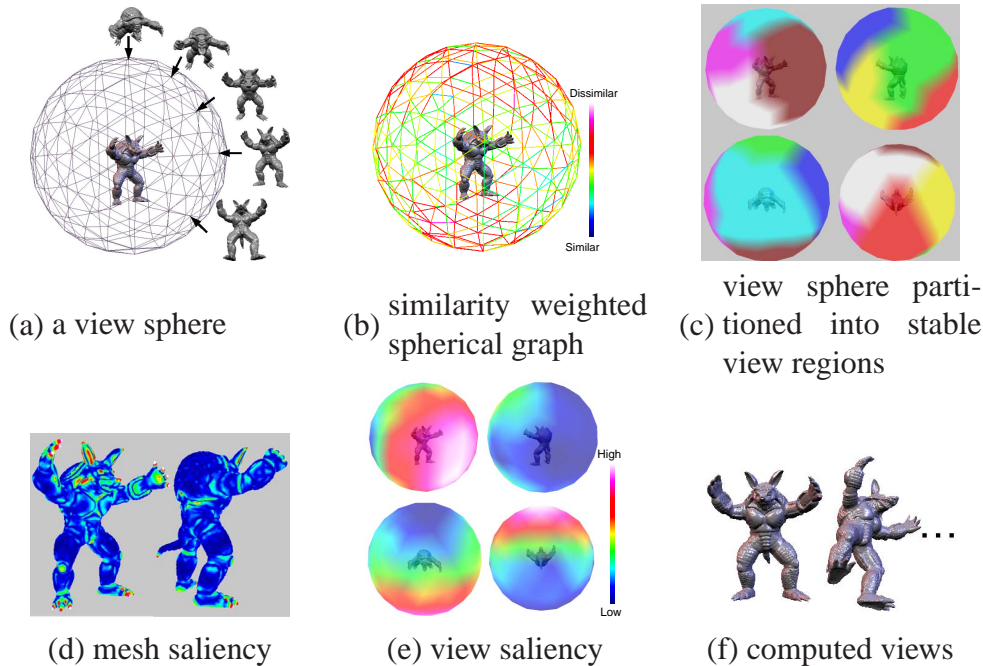 Dissimilar
Similar
(a) a view sphere
(b) similarity weighted
spherical graph
(c) view sphere parti-
tioned into stable
view regions
High
Low
(d) mesh saliency
(e) view saliency
...
(f) computed views